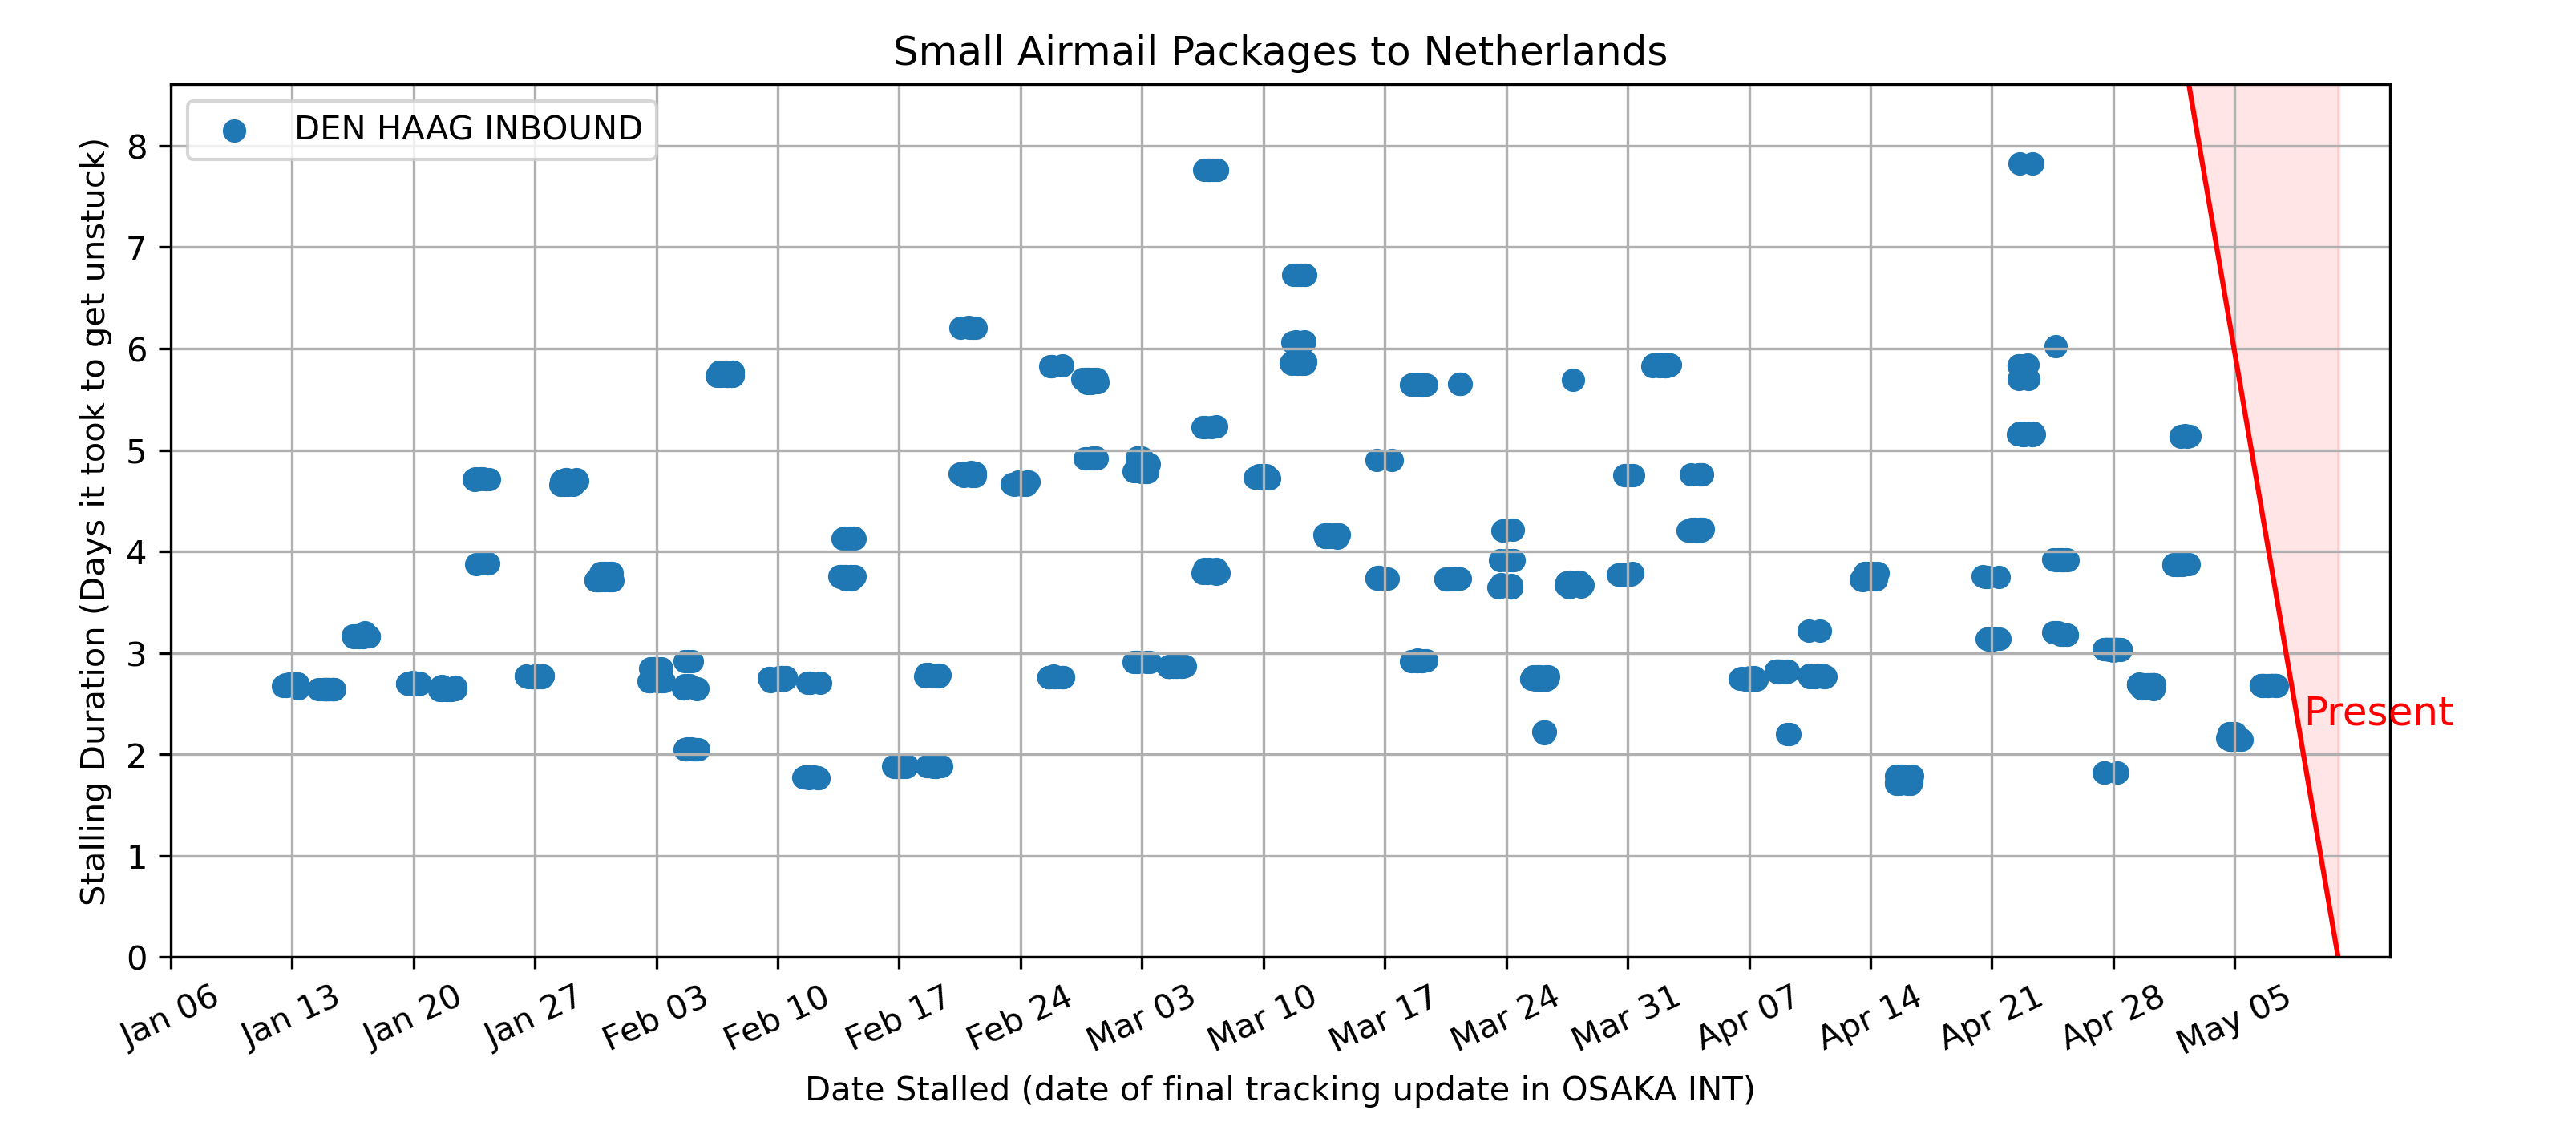 Small Airmail Packages to Netherlands
DEN HAAG INBOUND
Stalling Duration (Days it took to get unstuck)
8
7
6
5
4
3
2
1
0
Present
Jan 06
Jan 13
Jan 20
Jan 27
Feb 03
Feb 10
Feb 17
Feb 24
Mar 03
Mar 10
Mar 17
Mar 24
Mar 31
Apr 07
Apr 14
Apr 21
Apr 28
May 05
Date Stalled (date of final tracking update in OSAKA INT)